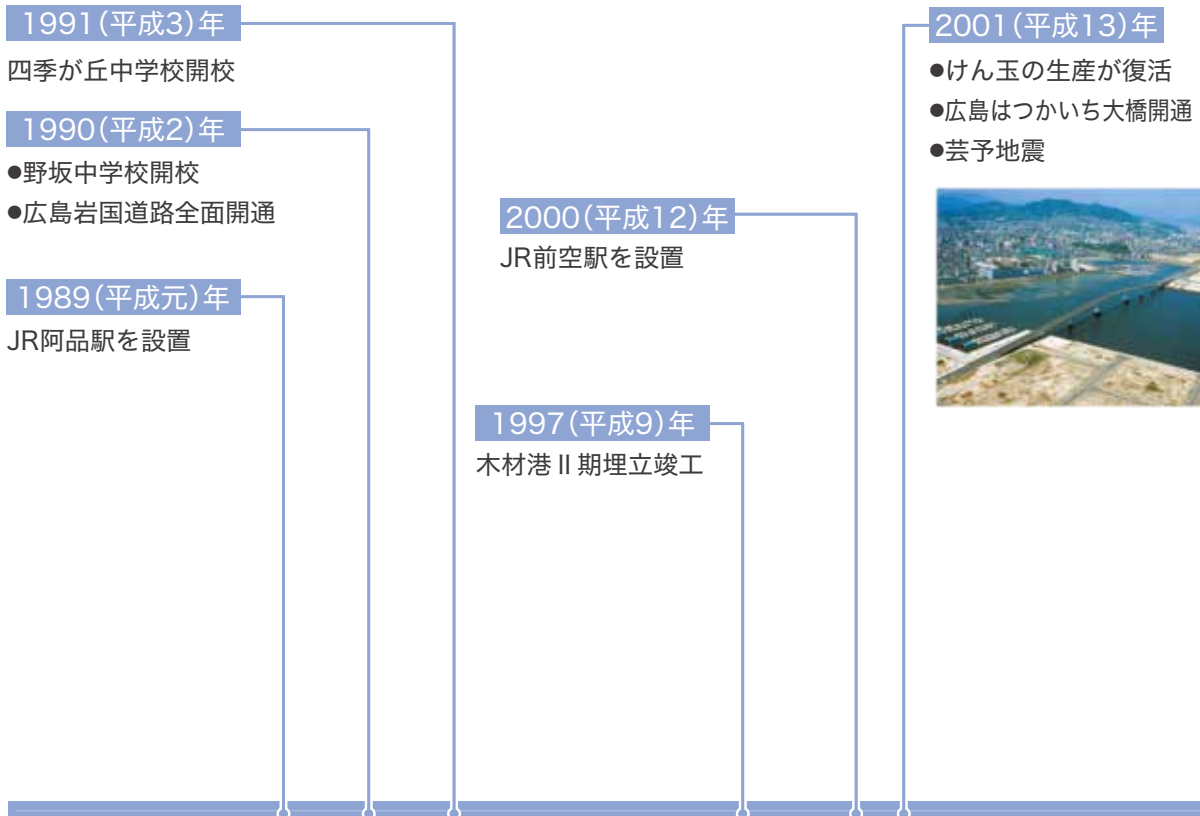 1991(平成3)年
四季が丘中学校開校
1990(平成2)年
●野坂中学校開校
●広島岩国道路全面開通
1989(平成元)年
JR阿品駅を設置
2000(平成12)年
JR前空駅を設置
1997(平成9)年
木材港Ⅱ期埋立竣工
2001(平成13)年
●けん玉の生産が復活
●広島はつかいち大橋開通
●芸予地震